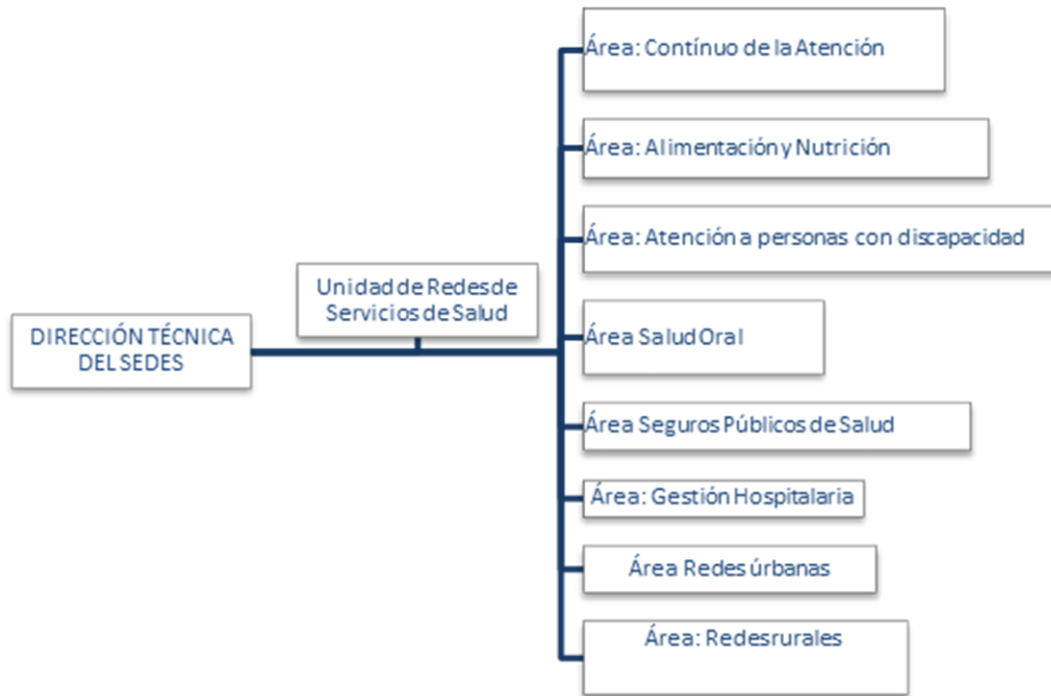 DIRECCIÓN TÉCNICA
DEL SEDES
Unidad de Redes de
Servicios de Salud
Área: Contínuo de la Atención
Área: Alimentación y Nutrición
Área: Atención a personas con discapacidad
Área Salud Oral
Área Seguros Públicos de Salud
Área: Gestión Hospitalaria
Área Redes úrbanas
Área: Redesrurales